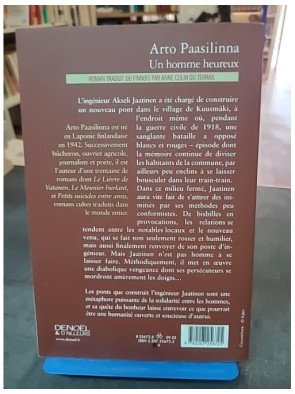 Arto Paasilinna
Un homme heureux
ROMAN TRADUIT DU FINNOIS PAR ANNE COLIN DU TERRAIL
L'ingénieur Akseli Jaatinen a été chargé de construire
un nouveau pont dans le village de Kuusmäki, à
l'endroit même où, pendant
la guerre civile de 1918, une
sanglante bataille a opposé
blancs et rouges – épisode dont
la mémoire continue de diviser
les habitants de la commune, par
ailleurs peu enclins à se laisser
bousculer dans leur train-train.
Dans ce milieu fermé, Jaatinen
aura vite fait de s'attirer des ini-
mitiés par ses méthodes peu
conformistes. De bisbilles en
provocations, les relations se
tendent entre les notables locaux et le nouveau
venu, qui se fait non seulement rosser et humilier,
mais aussi finalement renvoyer de son poste d'in-
génieur. Mais Jaatinen n'est pas homme à se
laisser faire. Méthodiquement, il met en œuvre
une diabolique vengeance dont ses persécuteurs se
mordront amèrement les doigts...
Arto Paasilinna est né
en Laponie finlandaise
en 1942. Successivement
bûcheron, ouvrier agricole,
journaliste et poète, il est
l'auteur d'une trentaine de
romans dont Le Lièvre de
Vatanen, Le Meunier hurlant,
et Petits suicides entre amis,
romans cultes traduits dans
le monde entier.
Les ponts que construit l'ingénieur Jaatinen sont une
métaphore puissante de la solidarité entre les hommes,
et sa quête du bonheur laisse entrevoir ce que pourrait
être une humanité ouverte et soucieuse d'autrui.
DENOËL
& D'AILLEURS
www.denoel.fr